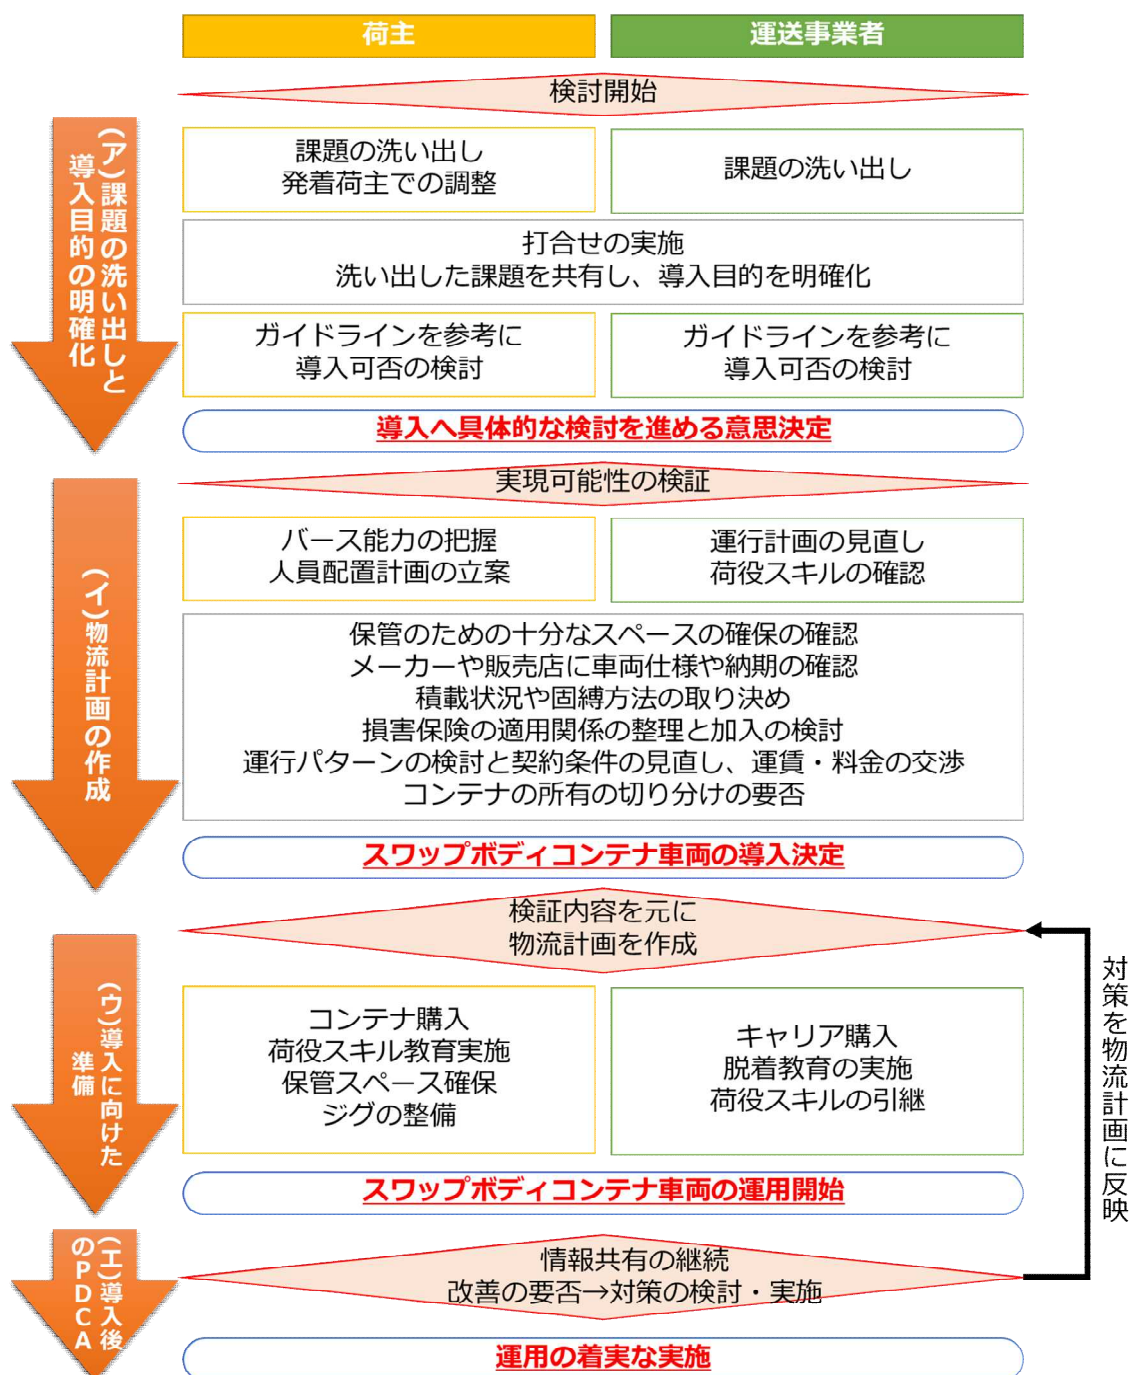 荷主
運送事業者
検討開始
(ア)課題の洗い出しと
導入目的の明確化
課題の洗い出し
発着荷主での調整
課題の洗い出し
打合せの実施
洗い出した課題を共有し、導入目的を明確化
ガイドラインを参考に
導入可否の検討
ガイドラインを参考に
導入可否の検討
導入へ具体的な検討を進める意思決定
実現可能性の検証
(イ)物流計画の作成
バース能力の把握
人員配置計画の立案
運行計画の見直し
荷役スキルの確認
保管のための十分なスペースの確保の確認
メーカーや販売店に車両仕様や納期の確認
積載状況や固縛方法の取り決め
損害保険の適用関係の整理と加入の検討
運行パターンの検討と契約条件の見直し、運賃・料金の交渉
コンテナの所有の切り分けの要否
スワップボディコンテナ車両の導入決定
検証内容を元に
物流計画を作成
(ウ)導入に向けた
準備
コンテナ購入
荷役スキル教育実施
保管スペース確保
ジグの整備
キャリア購入
脱着教育の実施
荷役スキルの引継
対策を物流計画に反映
スワップボディコンテナ車両の運用開始
(エ)導入後
のPDCA
情報共有の継続
改善の要否→対策の検討・実施
運用の着実な実施